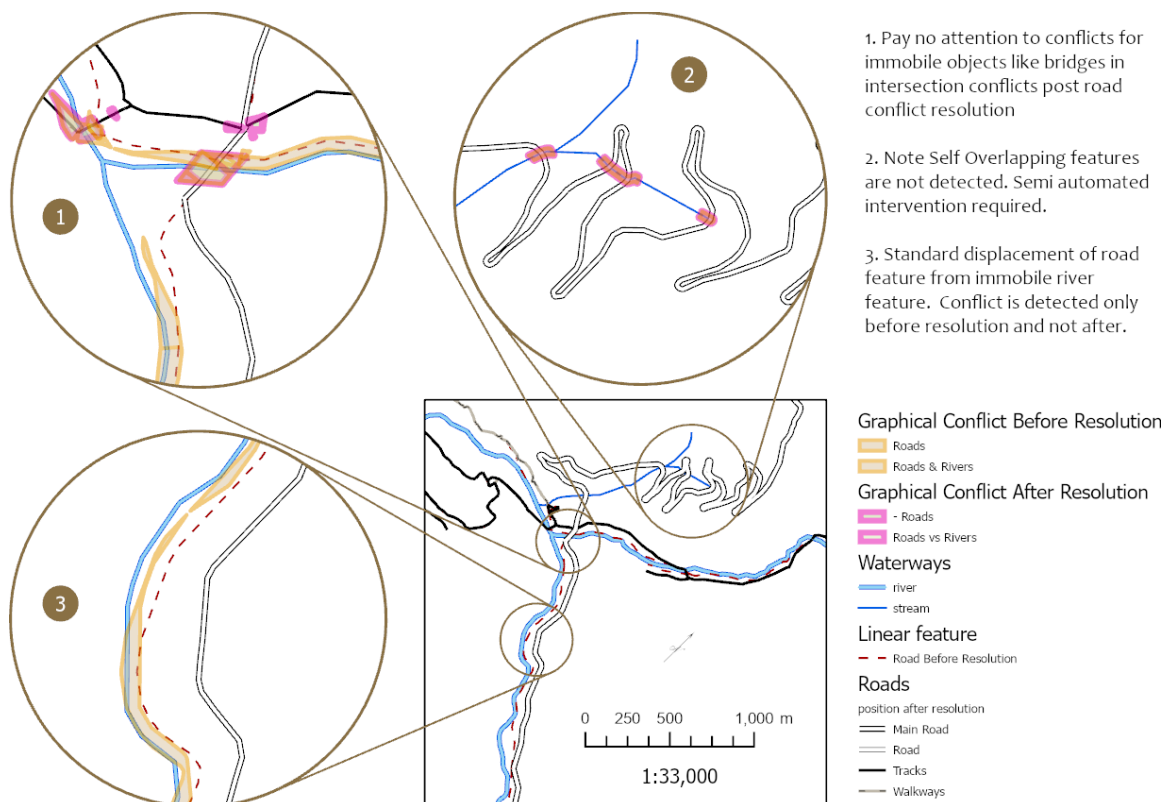 1. Pay no attention to conflicts for
immobile objects like bridges in
intersection conflicts post road
conflict resolution
2. Note Self Overlapping features
are not detected. Semi automated
intervention required.
3. Standard displacement of road
feature from immobile river
feature. Conflict is detected only
before resolution and not after.
1
2
3
Graphical Conflict Before Resolution
Roads
Roads & Rivers
Graphical Conflict After Resolution
- Roads
Roads vs Rivers
Waterways
river
stream
Linear feature
Road Before Resolution
Roads
position after resolution
Main Road
Road
Tracks
Walkways
0 250 500 1,000 m
1:33,000